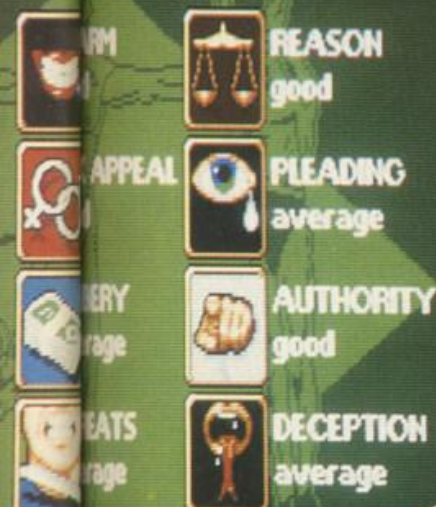 ARM
REASON
good
APPEAL
PLEADING
average
ERY
rage
AUTHORITY
good
EATS
rage
DECEPTION
average